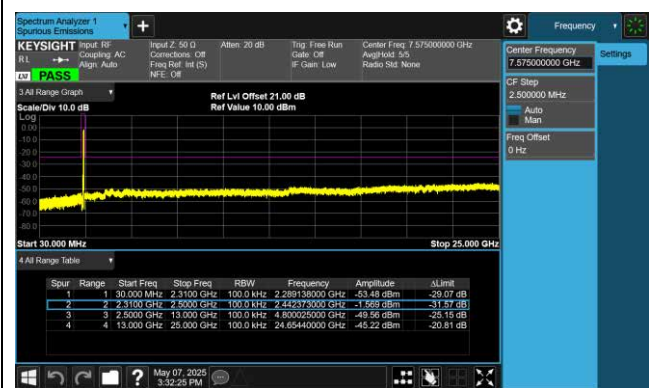 Spectrum Analyzer 1
Spurious Emissions
Frequency
KEYSIGHT
RL
PASS
Input: RF
Coupling: AC
Align: Auto
Input Z: 50 Ω
Corrections: Off
Freq Ref: Int (S)
NFE: Off
Atten: 20 dB
Trig: Free Run
Gate: Off
IF Gain: Low
Center Freq: 7.575000000 GHz
Avg|Hold: 5/5
Radio Std: None
Center Frequency
7.575000000 GHz
Settings
CF Step
2.500000 MHz
Auto
Man
Freq Offset
0 Hz
3 All Range Graph
Scale/Div 10.0 dB
Ref Lvl Offset 21.00 dB
Ref Value 10.00 dBm
Log
0.00
-10.0
-20.0
-30.0
-40.0
-50.0
-60.0
-70.0
-80.0
Start 30.000 MHz
Stop 25.000 GHz
4 All Range Table
Spur Range Start Freq Stop Freq RBW Frequency Amplitude ΔLimit
1 1 30.000 MHz 2.3100 GHz 100.0 kHz 2.289138000 GHz -53.48 dBm -29.07 dB
2 2 2.3100 GHz 2.5000 GHz 100.0 kHz 2.442373000 GHz -1.569 dBm -31.57 dB
3 3 2.5000 GHz 13.000 GHz 100.0 kHz 4.800025000 GHz -49.56 dBm -25.15 dB
4 4 13.000 GHz 25.000 GHz 100.0 kHz 24.65440000 GHz -45.22 dBm -20.81 dB
?
May 07, 2025
3:32:25 PM